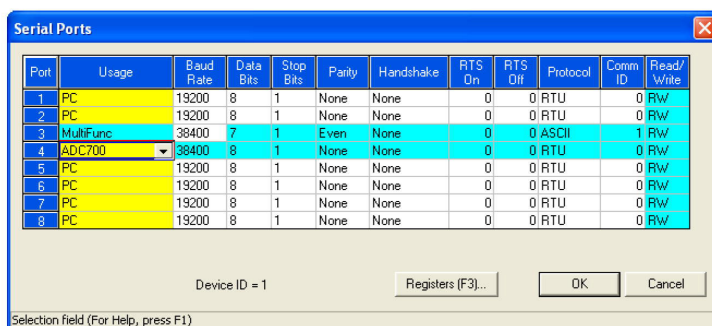 Serial Ports
Port Usage Baud Rate Data Bits Stop Bits Parity Handshake RTS On RTS Off Protocol Comm ID Read/ Write
1 PC 19200 8 1 None None 0 0 RTU 0 RW
2 PC 19200 8 1 None None 0 0 RTU 0 RW
3 MultiFunc 38400 7 1 Even None 0 0 ASCII 1 RW
4 ADC700 38400 8 1 None None 0 0 RTU 0 RW
5 PC 19200 8 1 None None 0 0 RTU 0 RW
6 PC 19200 8 1 None None 0 0 RTU 0 RW
7 PC 19200 8 1 None None 0 0 RTU 0 RW
8 PC 19200 8 1 None None 0 0 RTU 0 RW
Device ID = 1 Registers (F3)... OK Cancel
Selection field (For Help, press F1)